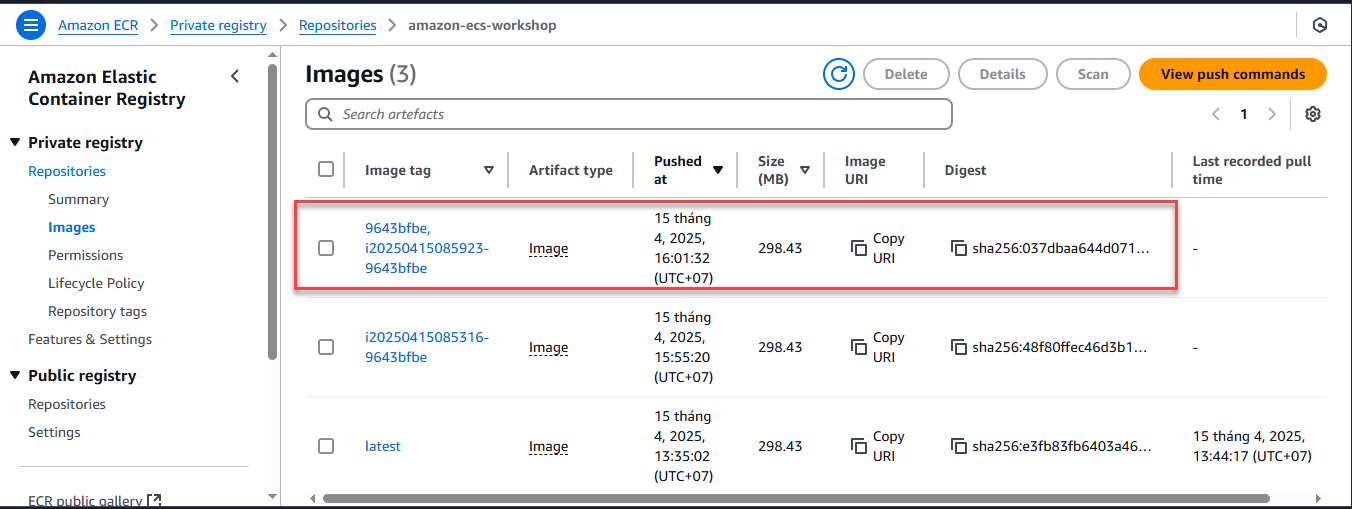 Amazon ECR > Private registry > Repositories > amazon-ecs-workshop
Amazon Elastic
Container Registry
Private registry
Repositories
Summary
Images
Permissions
Lifecycle Policy
Repository tags
Features & Settings
Public registry
Repositories
Settings
ECR public gallery
Images (3)
Delete
Details
Scan
View push commands
Search artefacts
1
Image tag
Artifact type
Pushed
at
Size
(MB)
Image
URI
Digest
Last recorded pull
time
9643bfbe,
i20250415085923-
9643bfbe
Image
15 tháng
4, 2025,
16:01:32
(UTC+07)
298.43
Copy
URI
sha256:037dbaa644d071...
-
i20250415085316-
9643bfbe
Image
15 tháng
4, 2025,
15:55:20
(UTC+07)
298.43
Copy
URI
sha256:48f80ffec46d3b1...
-
latest
Image
15 tháng
4, 2025,
13:35:02
(UTC+07)
298.43
Copy
URI
sha256:e3fb83fb6403a46...
15 tháng 4, 2025,
13:44:17 (UTC+07)